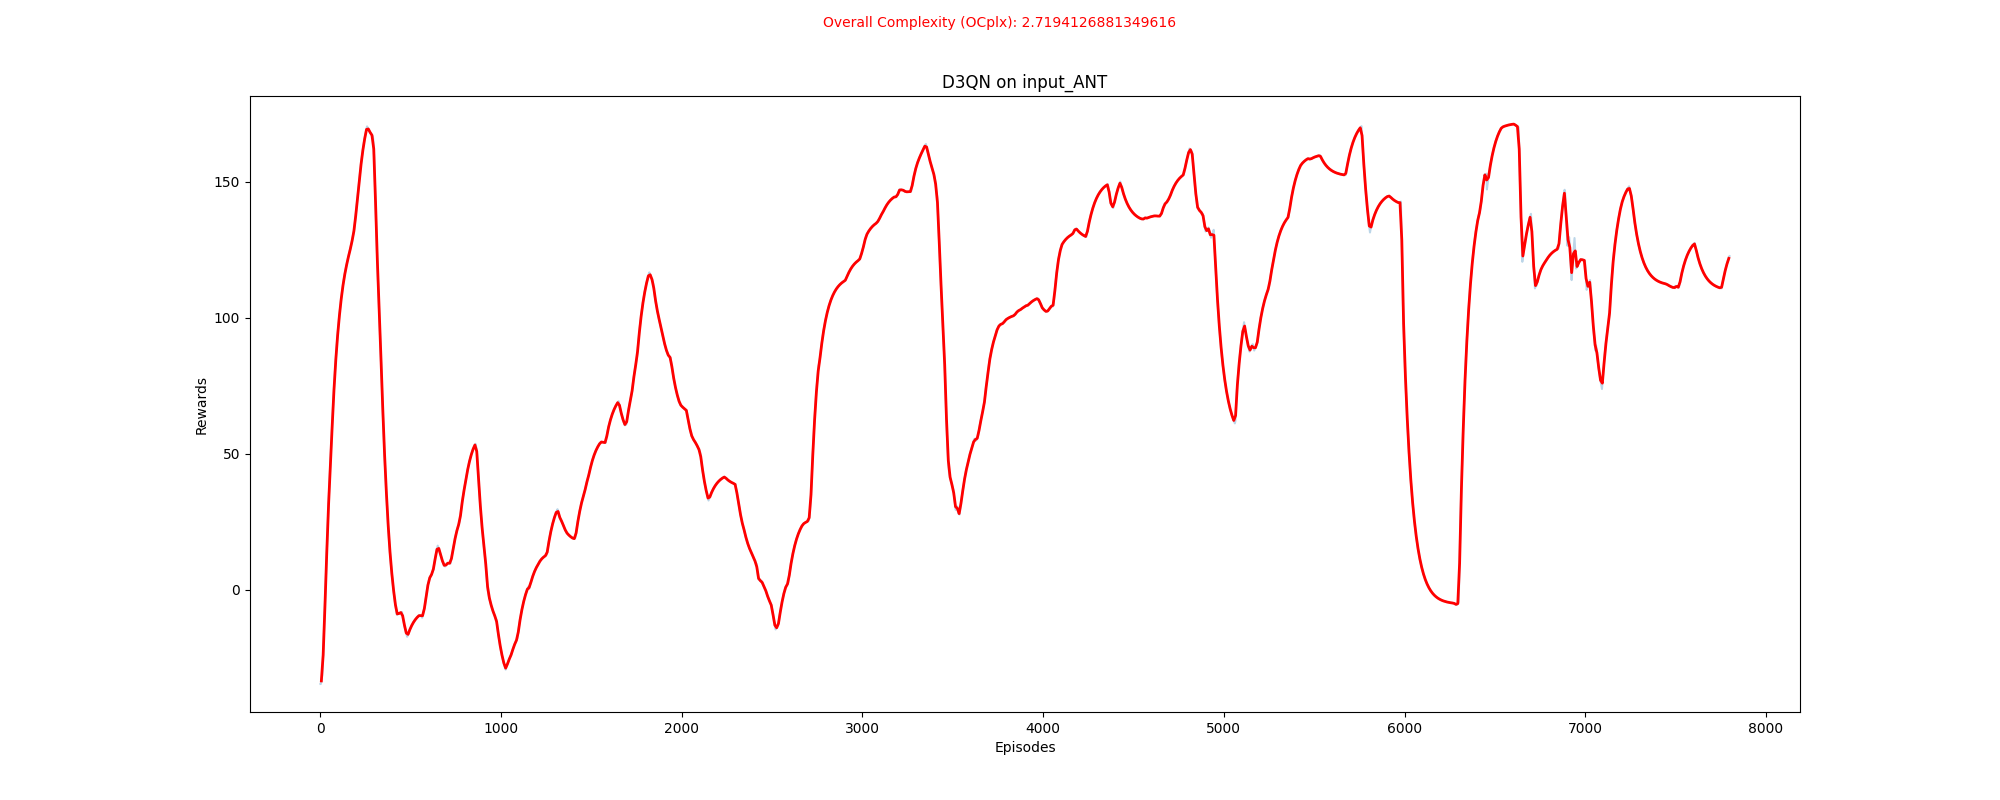 Overall Complexity (OCplx): 2.7194126881349616
D3QN on input_ANT
150
100
50
0
Rewards
0 1000 2000 3000 4000 5000 6000 7000 8000
Episodes